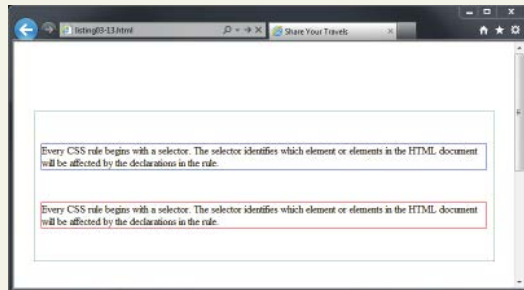 listing03-13.html
Share Your Travels
Every CSS rule begins with a selector. The selector identifies which element or elements in the HTML document
will be affected by the declarations in the rule.
Every CSS rule begins with a selector. The selector identifies which element or elements in the HTML document
will be affected by the declarations in the rule.